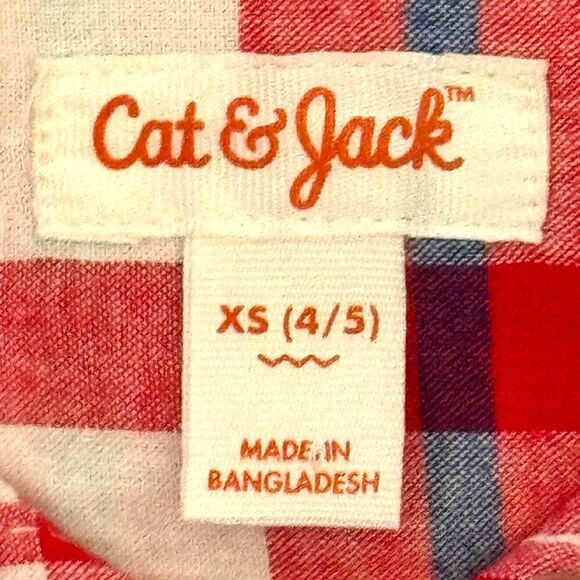 Cat & Jack™
XS (4/5)
MADE IN
BANGLADESH